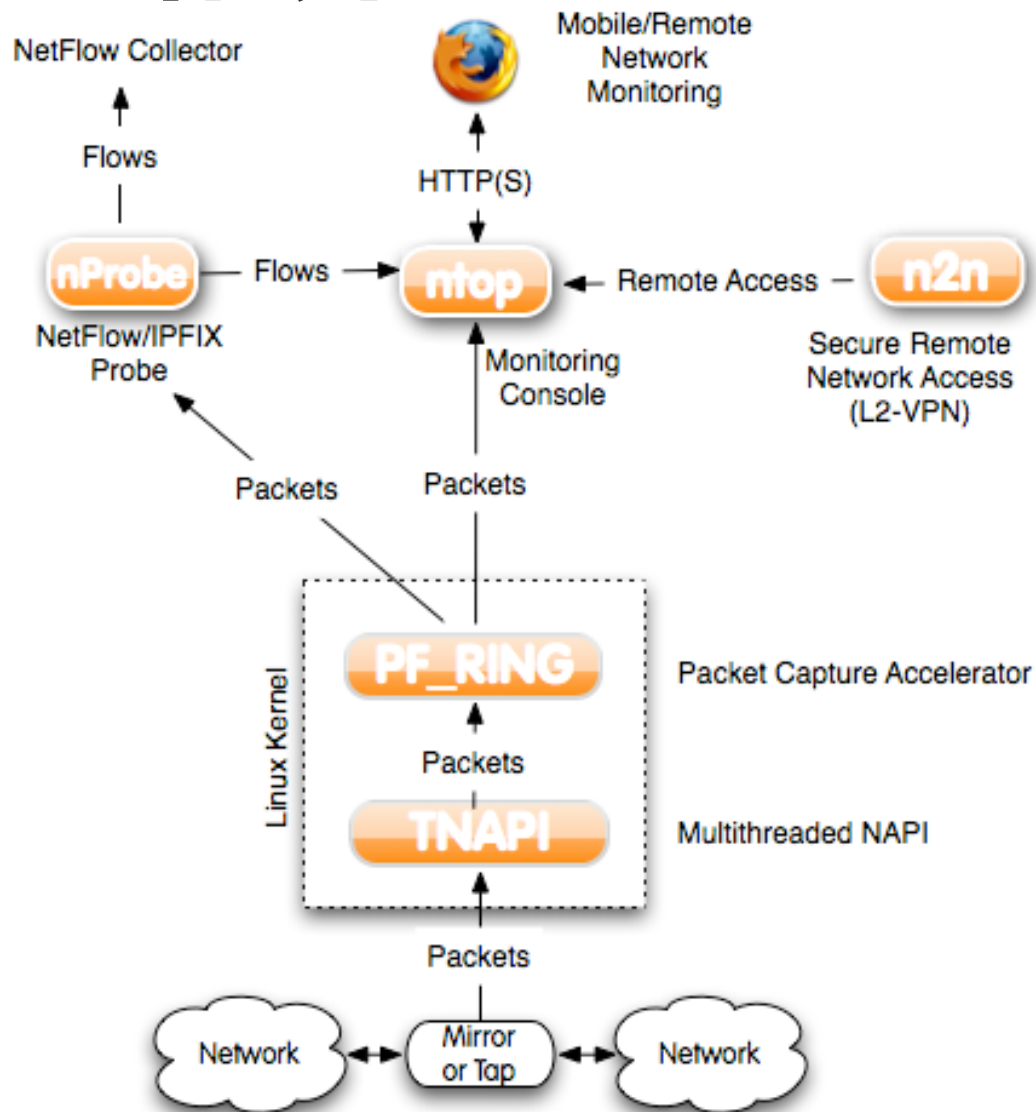 NetFlow Collector
Mobile/Remote
Network
Monitoring
Flows
HTTP(S)
nProbe
Flows
ntop
Remote Access
n2n
NetFlow/IPFIX
Probe
Monitoring
Console
Secure Remote
Network Access
(L2-VPN)
Packets
Packets
Linux Kernel
PF_RING
Packet Capture Accelerator
Packets
TNAPI
Multithreaded NAPI
Packets
Network
Mirror
or Tap
Network